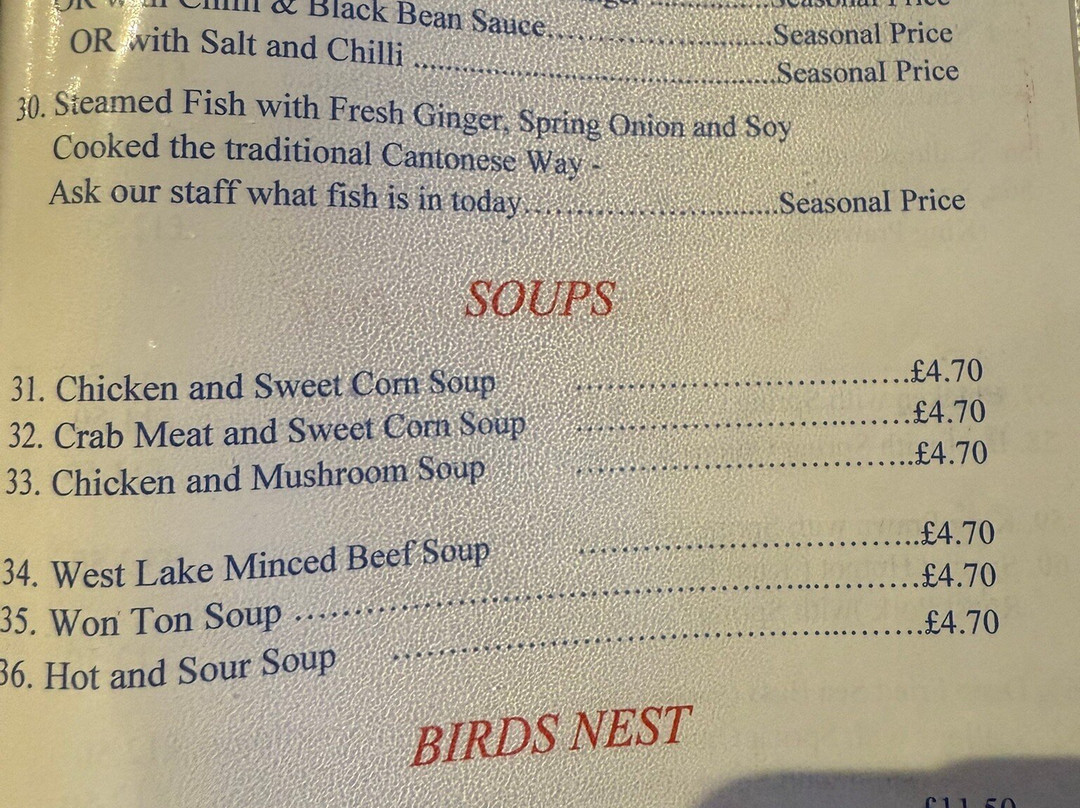 OR with Chilli & Black Bean Sauce..............................Seasonal Price
OR with Salt and Chilli ................................................Seasonal Price
30. Steamed Fish with Fresh Ginger, Spring Onion and Soy
Cooked the traditional Cantonese Way -
Ask our staff what fish is in today..................................Seasonal Price
SOUPS
31. Chicken and Sweet Corn Soup ........................................£4.70
32. Crab Meat and Sweet Corn Soup ........................................£4.70
33. Chicken and Mushroom Soup ........................................£4.70
34. West Lake Minced Beef Soup ........................................£4.70
35. Won Ton Soup ........................................................................£4.70
36. Hot and Sour Soup ............................................................£4.70
BIRDS NEST
£11.50